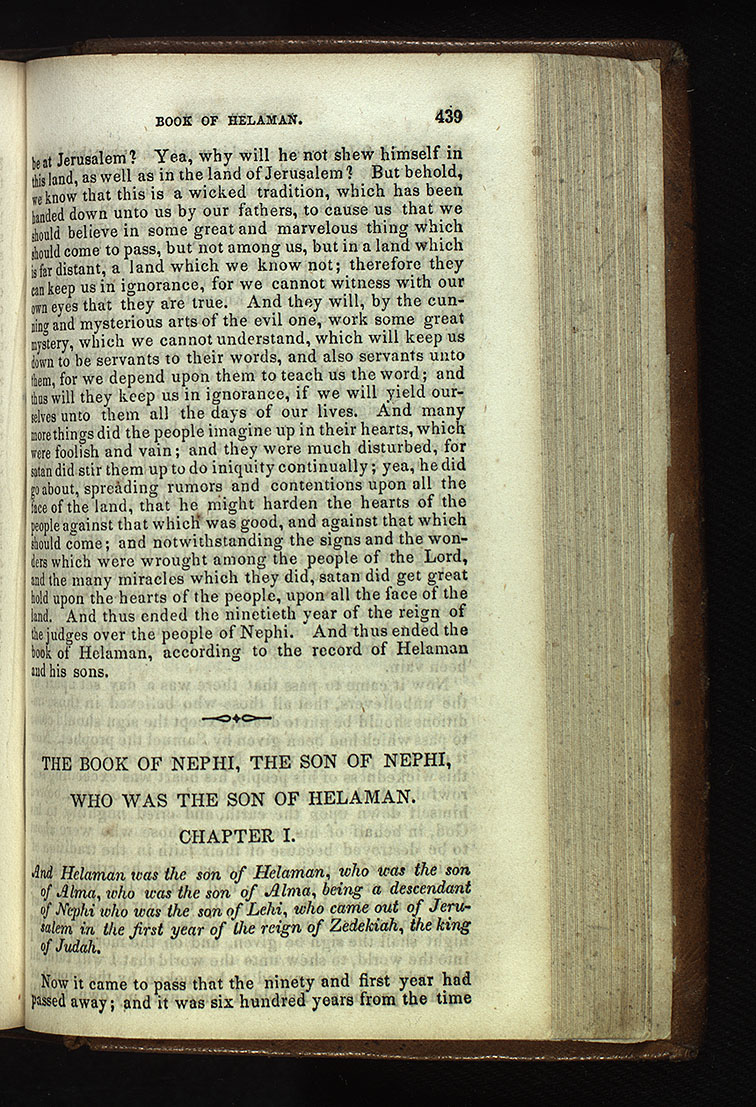 BOOK OF HELAMAN. 439
be at Jerusalem? Yea, why will he not shew himself in
this land, as well as in the land of Jerusalem? But behold,
we know that this is a wicked tradition, which has been
handed down unto us by our fathers, to cause us that we
should believe in some great and marvelous thing which
should come to pass, but not among us, but in a land which
is far distant, a land which we know not; therefore they
can keep us in ignorance, for we cannot witness with our
own eyes that they are true. And they will, by the cun-
ning and mysterious arts of the evil one, work some great
mystery, which we cannot understand, which will keep us
down to be servants to their words, and also servants unto
them, for we depend upon them to teach us the word; and
thus will they keep us in ignorance, if we will yield our-
selves unto them all the days of our lives. And many
more things did the people imagine up in their hearts, which
were foolish and vain; and they were much disturbed, for
satan did stir them up to do iniquity continually; yea, he did
go about, spreading rumors and contentions upon all the
face of the land, that he might harden the hearts of the
people against that which was good, and against that which
should come; and notwithstanding the signs and the won-
ders which were wrought among the people of the Lord,
and the many miracles which they did, satan did get great
hold upon the hearts of the people, upon all the face of the
land. And thus ended the ninetieth year of the reign of
the judges over the people of Nephi. And thus ended the
book of Helaman, according to the record of Helaman
and his sons.
THE BOOK OF NEPHI, THE SON OF NEPHI,
WHO WAS THE SON OF HELAMAN.
CHAPTER I.
And Helaman was the son of Helaman, who was the son
of Alma, who was the son of Alma, being a descendant
of Nephi who was the son of Lehi, who came out of Jeru-
salem in the first year of the reign of Zedekiah, the king
of Judah.
Now it came to pass that the ninety and first year had
passed away; and it was six hundred years from the time